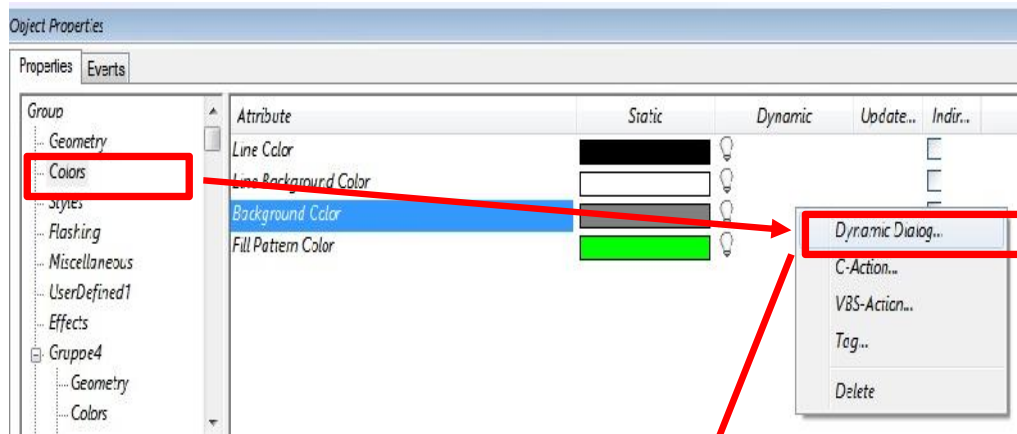 Object Properties
Properties Events
Group
Geometry
Colors
Styles
Flashing
Miscellaneous
UserDefined1
Effects
Gruppe4
Geometry
Colors
Attribute Static Dynamic Update... Indir...
Line Color
Line Background Color
Background Color
Fill Pattern Color
Dynamic Dialog...
C-Action...
VBS-Action...
Tag...
Delete